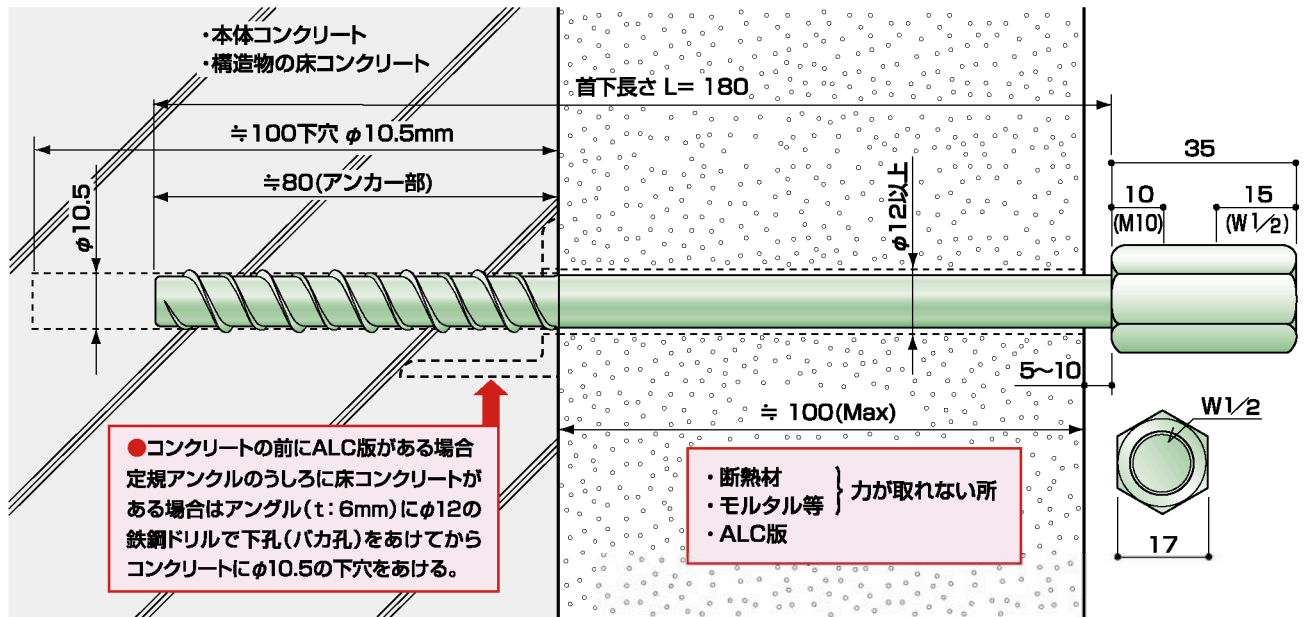 ・本体コンクリート
・構造物の床コンクリート
首下長さ L= 180
≒100下穴 φ10.5mm
≒80(アンカー部)
φ10.5
φ12以上
35
10
(M10)
15
(W1/2)
5〜10
≒ 100(Max)
W1/2
17
●コンクリートの前にALC版がある場合
定規アンクルのうしろに床コンクリートが
ある場合はアングル(t:6mm)にφ12の
鉄鋼ドリルで下孔(バカ孔)をあけてから
コンクリートにφ10.5の下穴をあける。
・断熱材
・モルタル等
・ALC版
力が取れない所